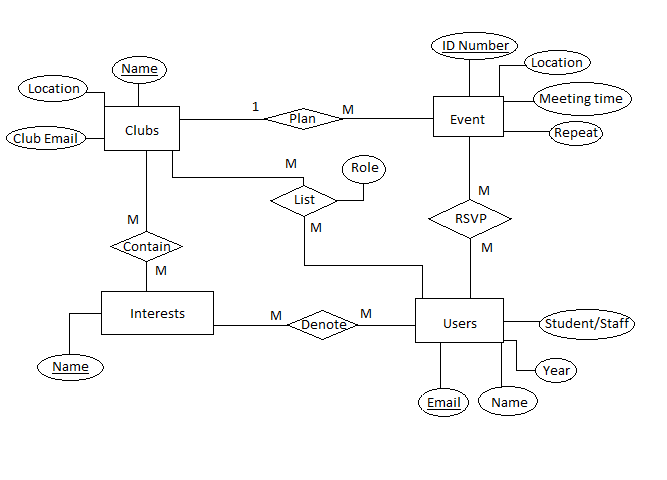 ID Number
Name
Location
Location
Meeting time
1
M
Plan
Clubs
Event
Club Email
Repeat
M
Role
List
M
M
RSVP
M
M
Contain
M
M
Interests
M
M
Denote
Users
Student/Staff
Name
Year
Email
Name